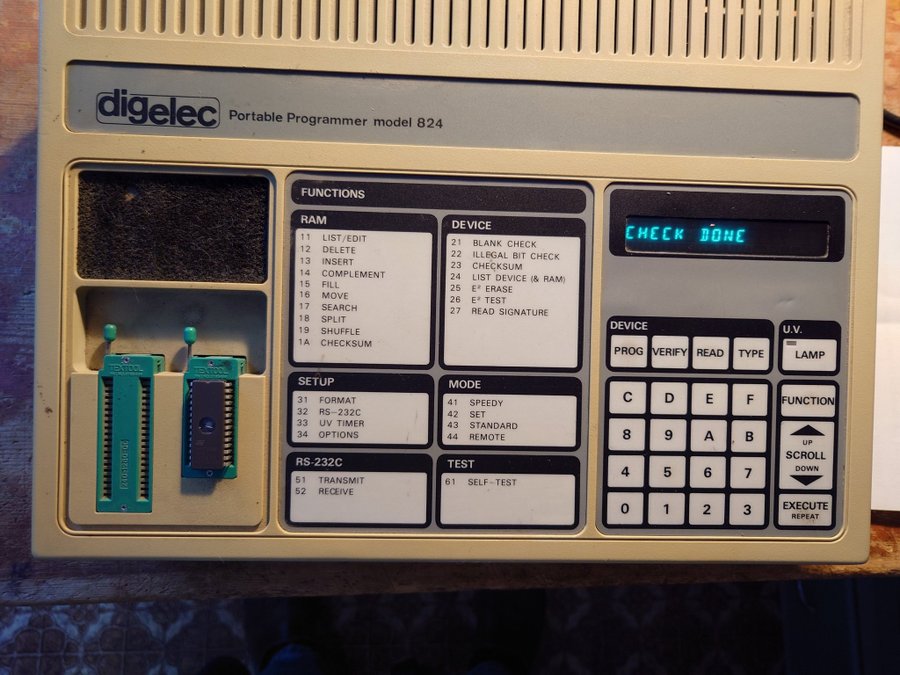 digelec
Portable Programmer model 824
FUNCTIONS
RAM
11 LIST/EDIT
12 DELETE
13 INSERT
14 COMPLEMENT
15 FILL
16 MOVE
17 SEARCH
18 SPLIT
19 SHUFFLE
1A CHECKSUM
DEVICE
21 BLANK CHECK
22 ILLEGAL BIT CHECK
23 CHECKSUM
24 LIST DEVICE (& RAM)
25 E² ERASE
26 E² TEST
27 READ SIGNATURE
SETUP
31 FORMAT
32 RS-232C
33 UV TIMER
34 OPTIONS
MODE
41 SPEEDY
42 SET
43 STANDARD
44 REMOTE
RS-232C
51 TRANSMIT
52 RECEIVE
TEST
61 SELF-TEST
CHECK DONE
DEVICE
PROG VERIFY READ TYPE
U.V.
LAMP
C D E F
8 9 A B
4 5 6 7
0 1 2 3
FUNCTION
UP
SCROLL
DOWN
EXECUTE
REPEAT
TEXTOOL
TEXTOOL